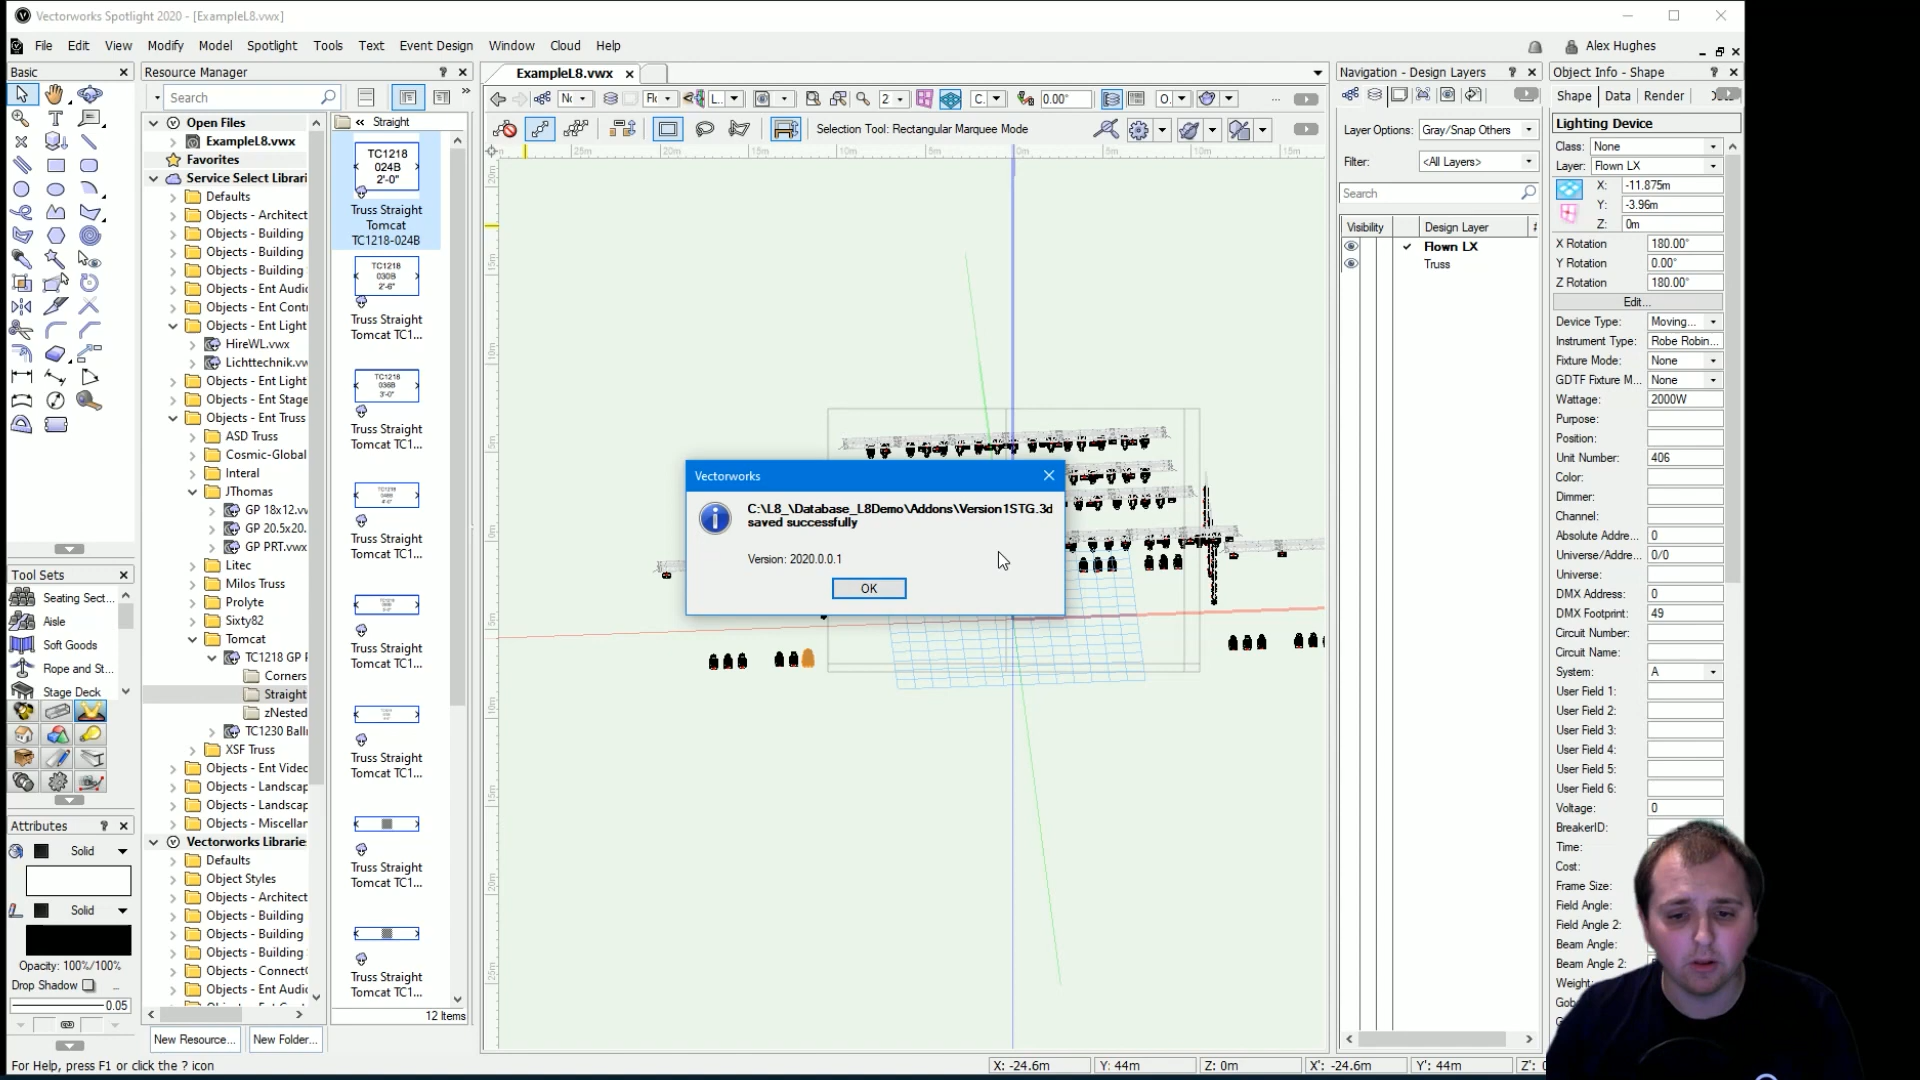 Vectorworks Spotlight 2020 - [ExampleL8.vwx]
File Edit View Modify Model Spotlight Tools Text Event Design Window Cloud Help
Alex Hughes
Basic
Resource Manager
ExampleL8.vwx
Navigation - Design Layers
Object Info - Shape
Search
2
C.
0.00°
O.
Shape Data Render
Selection Tool: Rectangular Marquee Mode
Open Files
ExampleL8.vwx
Favorites
Service Select Librari
Defaults
Objects - Architect
Objects - Building
Objects - Building
Objects - Building
Objects - Ent Audio
Objects - Ent Contr
Objects - Ent Light
HireWL.vwx
Lichttechnik.vw
Objects - Ent Light
Objects - Ent Stage
Objects - Ent Truss
ASD Truss
Cosmic-Global
Interal
JThomas
GP 18x12.v
GP 20.5x20.
GP PRT.vwx
Litec
Milos Truss
Prolyte
Sixty82
Tomcat
TC1218 GP
Corners
Straight
zNested
TC1230 Ball
XSF Truss
Objects - Ent Video
Objects - Landscap
Objects - Landscap
Objects - Miscellar
Vectorworks Librarie
Defaults
Object Styles
Objects - Architect
Objects - Building
Objects - Building
Objects - Building
Objects - Connect
Objects - Ent Audio
New Resource...
New Folder...
Straight
TC1218
024B
2'-0"
Truss Straight
Tomcat
TC1218-024B
TC1218
030B
2'-6"
Truss Straight
Tomcat TC1...
TC1218
036B
3'-0"
Truss Straight
Tomcat TC1...
Truss Straight
Tomcat TC1...
Truss Straight
Tomcat TC1...
Truss Straight
Tomcat TC1...
Truss Straight
Tomcat TC1...
Truss Straight
Tomcat TC1...
12 Items
Tool Sets
Seating Sect...
Aisle
Soft Goods
Rope and St...
Stage Deck
Attributes
Solid
Solid
Opacity: 100%/100%
Drop Shadow
0.05
Vectorworks
C:\L8_\Database_L8Demo\Addons\Version1STG.3d
saved successfully
Version: 2020.0.0.1
OK
Layer Options: Gray/Snap Others
Filter: <All Layers>
Search
Visibility Design Layer #
Flown LX
Truss
Lighting Device
Class: None
Layer: Flown LX
X: -11.875m
Y: -3.96m
Z: 0m
X Rotation 180.00°
Y Rotation 0.00°
Z Rotation 180.00°
Edit...
Device Type: Moving...
Instrument Type: Robe Robin...
Fixture Mode: None
GDTF Fixture M... None
Wattage: 2000W
Purpose:
Position:
Unit Number: 406
Color:
Dimmer:
Channel:
Absolute Addre... 0
Universe/Addre... 0/0
Universe:
DMX Address: 0
DMX Footprint: 49
Circuit Number:
Circuit Name:
System: A
User Field 1:
User Field 2:
User Field 3:
User Field 4:
User Field 5:
User Field 6:
Voltage: 0
BreakerID:
Time:
Cost:
Frame Size:
Field Angle:
Field Angle 2:
Beam Angle:
Beam Angle 2:
Weight:
For Help, press F1 or click the ? icon
X: -24.6m Y: 44m Z: 0m X': -24.6m Y': 44m Z': 0